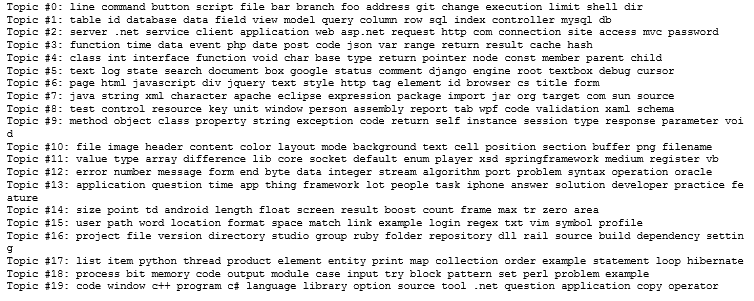 Topic #0: line command button script file bar branch foo address git change execution limit shell dir
Topic #1: table id database data field view model query column row sql index controller mysql db
Topic #2: server .net service client application web asp.net request http com connection site access mvc password
Topic #3: function time data event php date post code json var range return result cache hash
Topic #4: class int interface function void char base type return pointer node const member parent child
Topic #5: text log state search document box google status comment django engine root textbox debug cursor
Topic #6: page html javascript div jquery text style http tag element id browser cs title form
Topic #7: java string xml character apache eclipse expression package import jar org target com sun source
Topic #8: test control resource key unit window person assembly report tab wpf code validation xaml schema
Topic #9: method object class property string exception code return self instance session type response parameter voi
d
Topic #10: file image header content color layout mode background text cell position section buffer png filename
Topic #11: value type array difference lib core socket default enum player xsd springframework medium register vb
Topic #12: error number message form end byte data integer stream algorithm port problem syntax operation oracle
Topic #13: application question time app thing framework lot people task iphone answer solution developer practice fe
ature
Topic #14: size point td android length float screen result boost count frame max tr zero area
Topic #15: user path word location format space match link example login regex txt vim symbol profile
Topic #16: project file version directory studio group ruby folder repository dll rail source build dependency settin
g
Topic #17: list item python thread product element entity print map collection order example statement loop hibernate
Topic #18: process bit memory code output module case input try block pattern set perl problem example
Topic #19: code window c++ program c# language library option source tool .net question application copy operator